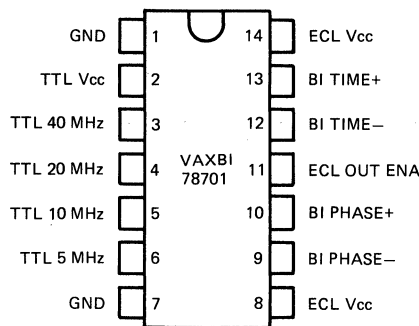 GND 1 14 ECL Vcc
TTL Vcc 2 13 BI TIME+
TTL 40 MHz 3 12 BI TIME−
TTL 20 MHz 4 VAXBI 11 ECL OUT ENA
78701
TTL 10 MHz 5 10 BI PHASE+
TTL 5 MHz 6 9 BI PHASE−
GND 7 8 ECL Vcc